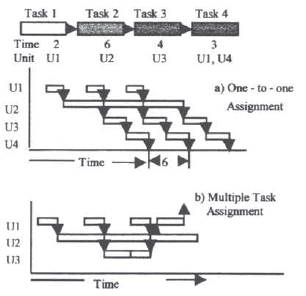 Task 1 Task 2 Task 3 Task 4
Time 2 6 4 3
Unit U1 U2 U3 U1, U4
U1
a) One - to - one
Assignment
U2
U3
U4
Time 6
b) Multiple Task
Assignment
U1
U2
U3
Time